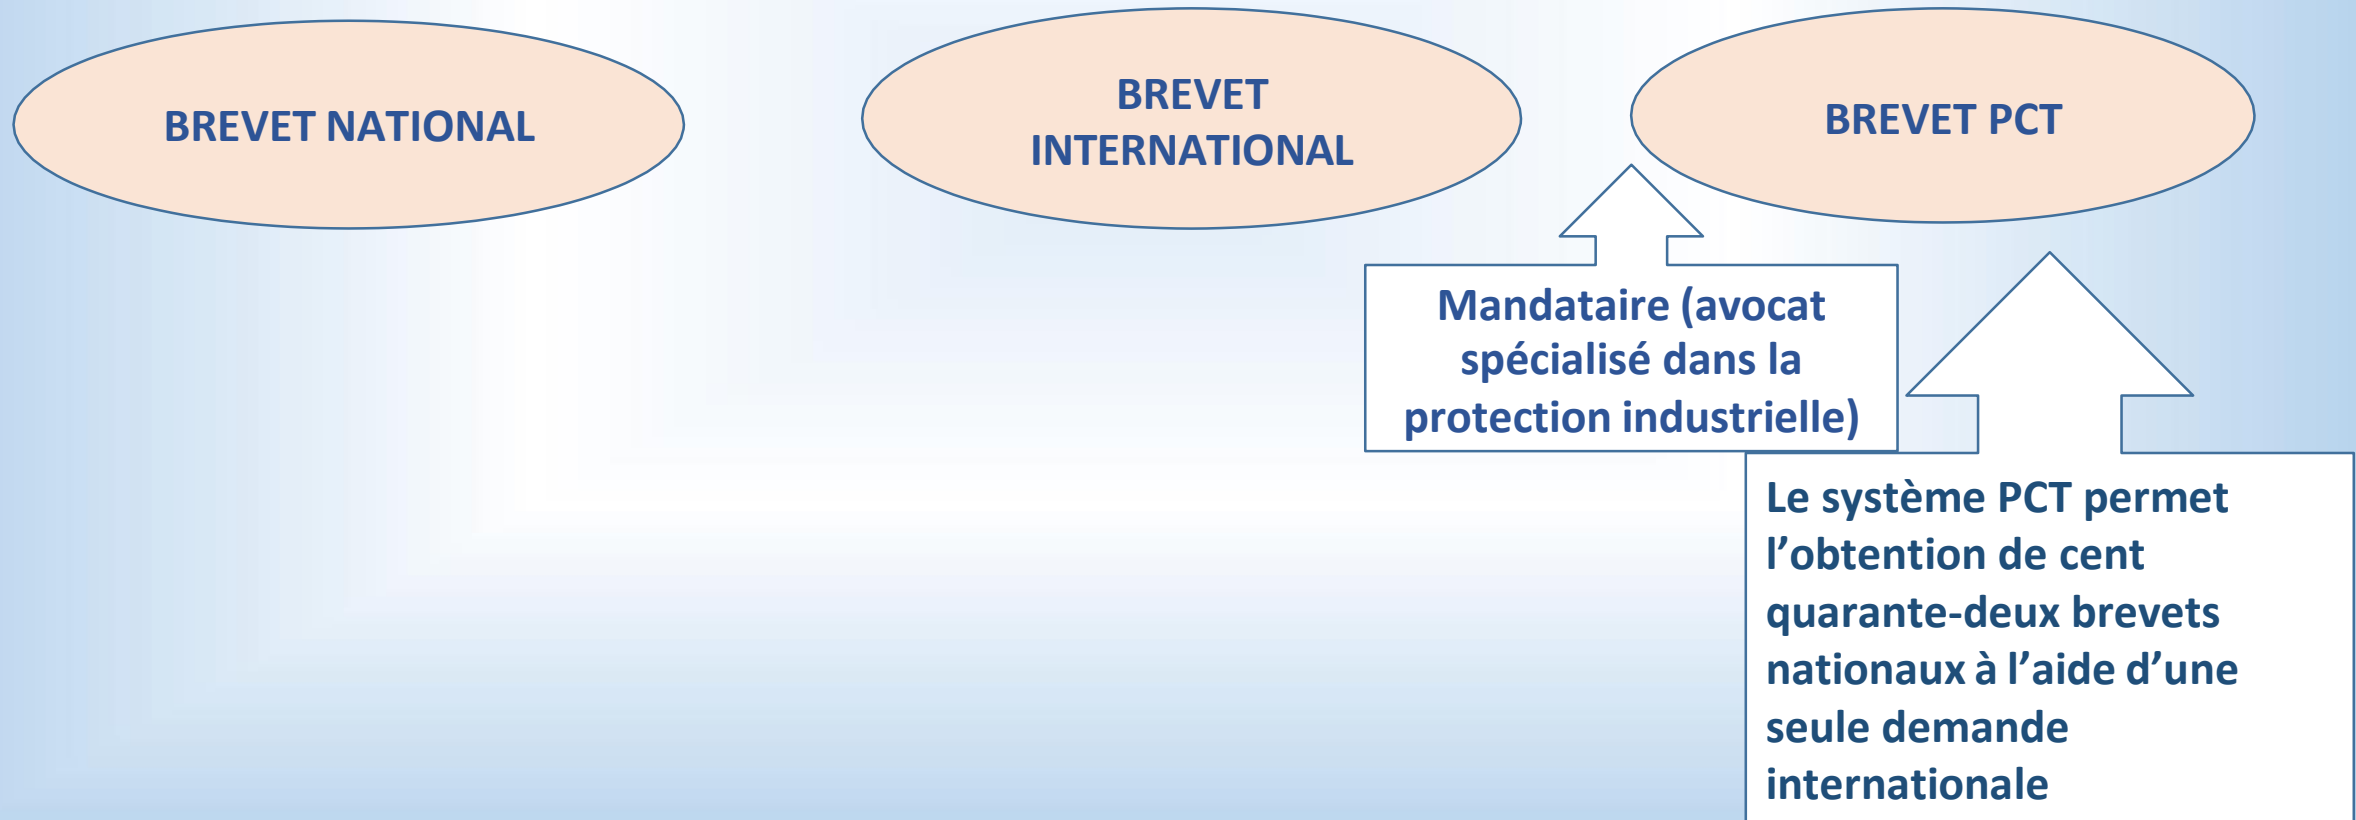 BREVET NATIONAL
BREVET
INTERNATIONAL
BREVET PCT
Mandataire (avocat
spécialisé dans la
protection industrielle)
Le système PCT permet
l’obtention de cent
quarante-deux brevets
nationaux à l’aide d’une
seule demande
internationale